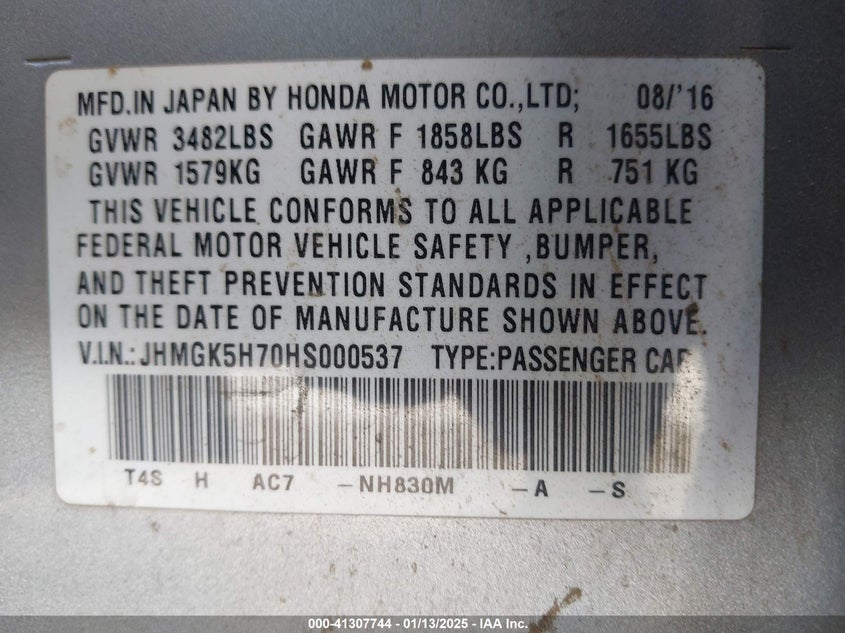 MFD.IN JAPAN BY HONDA MOTOR CO.,LTD; 08/'16
GVWR 3482LBS GAWR F 1858LBS R 1655LBS
GVWR 1579KG GAWR F 843 KG R 751 KG
THIS VEHICLE CONFORMS TO ALL APPLICABLE
FEDERAL MOTOR VEHICLE SAFETY ,BUMPER,
AND THEFT PREVENTION STANDARDS IN EFFECT
ON THE DATE OF MANUFACTURE SHOWN ABOVE.
V.I.N.:JHMGK5H70HS000537 TYPE:PASSENGER CAR
T4S H AC7 -NH830M -A -S
000-41307744 / 01/13/2025 - IAA Inc.